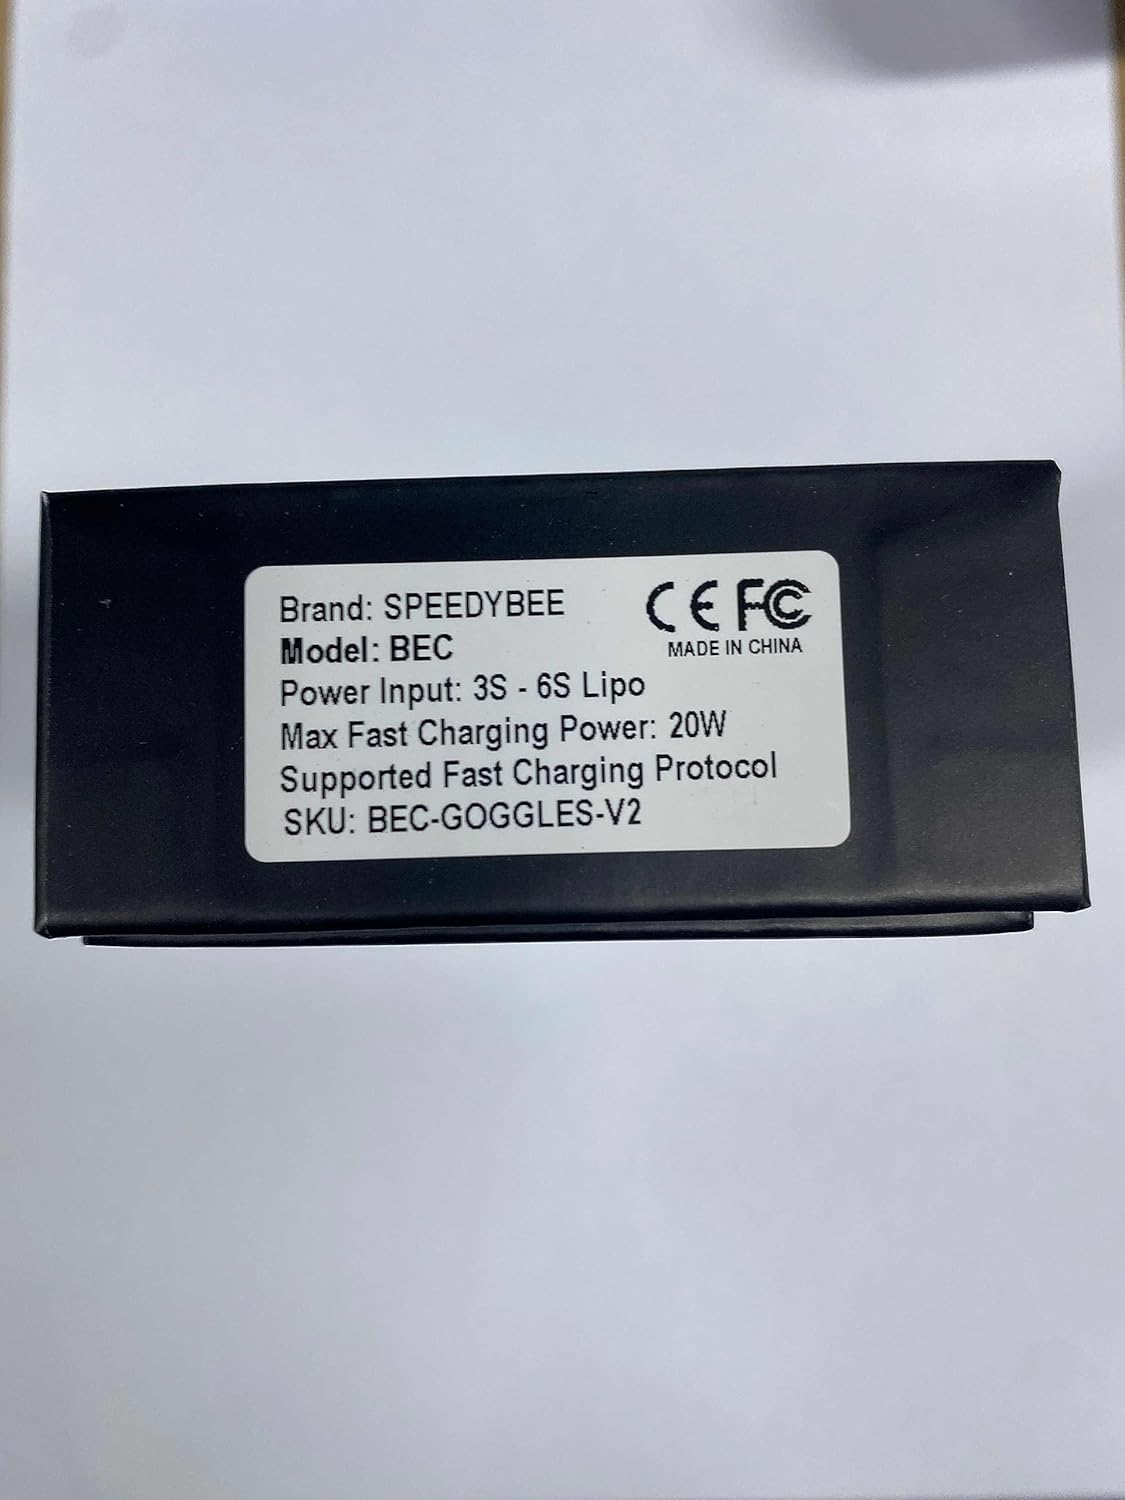 Brand: SPEEDYBEE
CE FC
Model: BEC
MADE IN CHINA
Power Input: 3S - 6S Lipo
Max Fast Charging Power: 20W
Supported Fast Charging Protocol
SKU: BEC-GOGGLES-V2